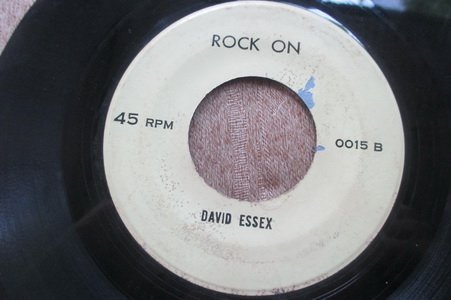 ROCK ON
45 RPM
0015 B
DAVID ESSEX